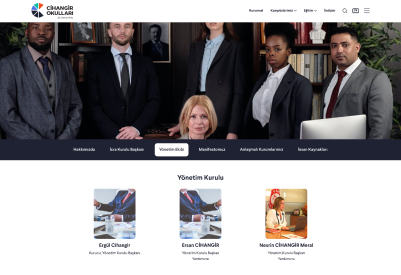 CİHANGİR
OKULLARI
Kurumsal Kampüslerimiz Eğitim İletişim
Hakkımızda İcra Kurulu Başkanı Yönetim Ekibi Manifestomuz Anlaşmalı Kurumlarımız İnsan Kaynakları
Yönetim Kurulu
Ergül Cihangir Ersan CİHANGİR Nesrin CİHANGİR Meral
Kurucu, Yönetim Kurulu Başkanı Yönetim Kurulu Başkan Yönetim Kurulu Başkan
Yardımcısı Yardımcısı